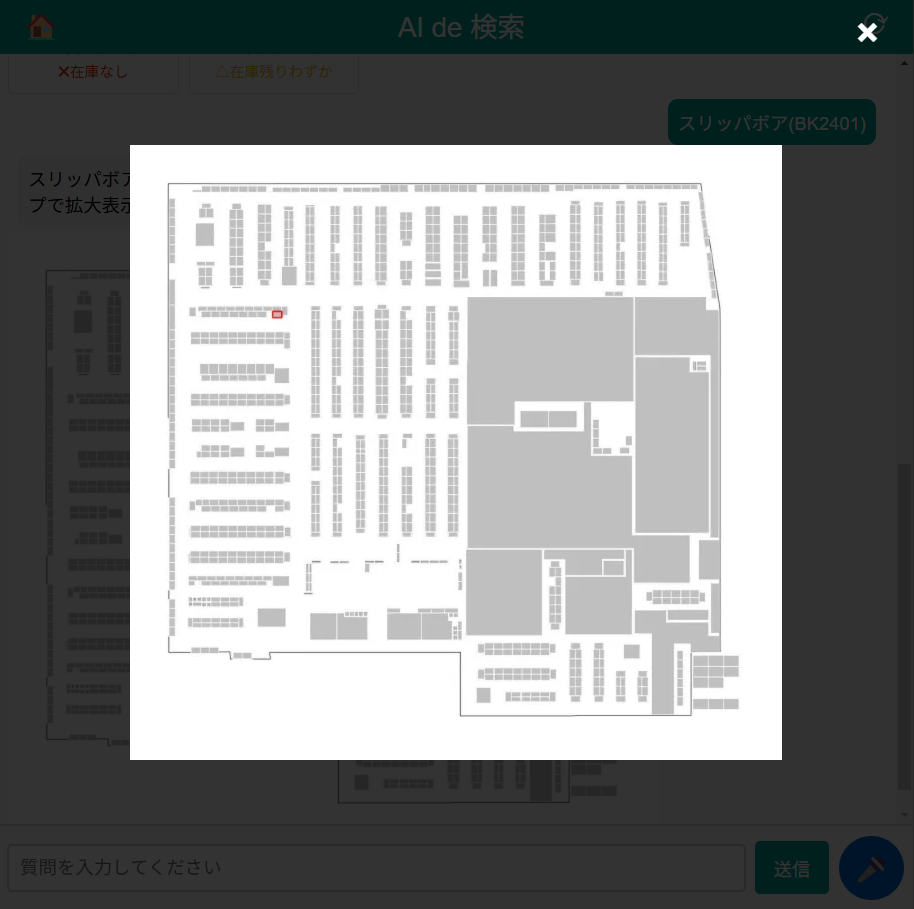 AI de 検索
×在庫なし
△在庫残りわずか
スリッパボア(BK2401)
スリッパボア
プで拡大表示
質問を入力してください
送信